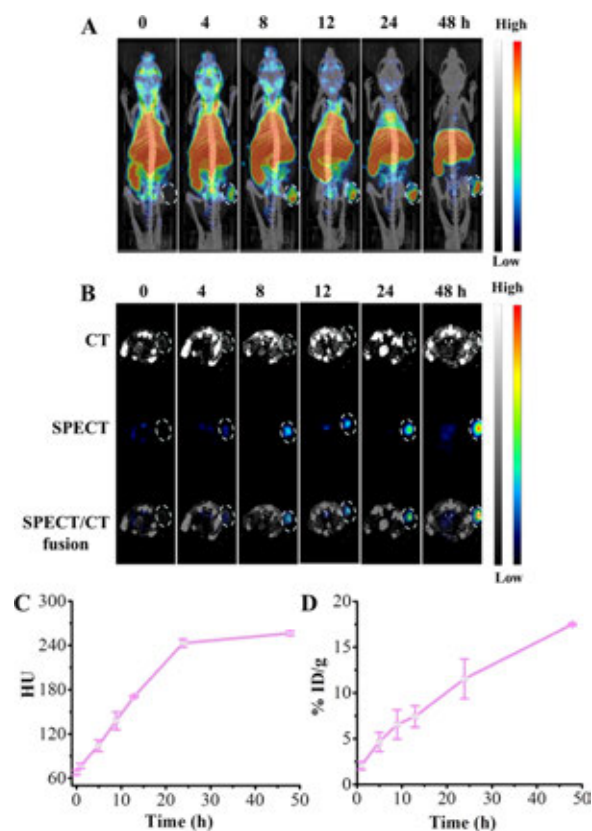 A
0 4 8 12 24 48 h
High
Low
B
0 4 8 12 24 48 h
High
CT
SPECT
SPECT/CT
fusion
Low
C
300
240
180
120
60
HU
0 10 20 30 40 50
Time (h)
D
20
15
10
5
0
% ID/g
0 10 20 30 40 50
Time (h)